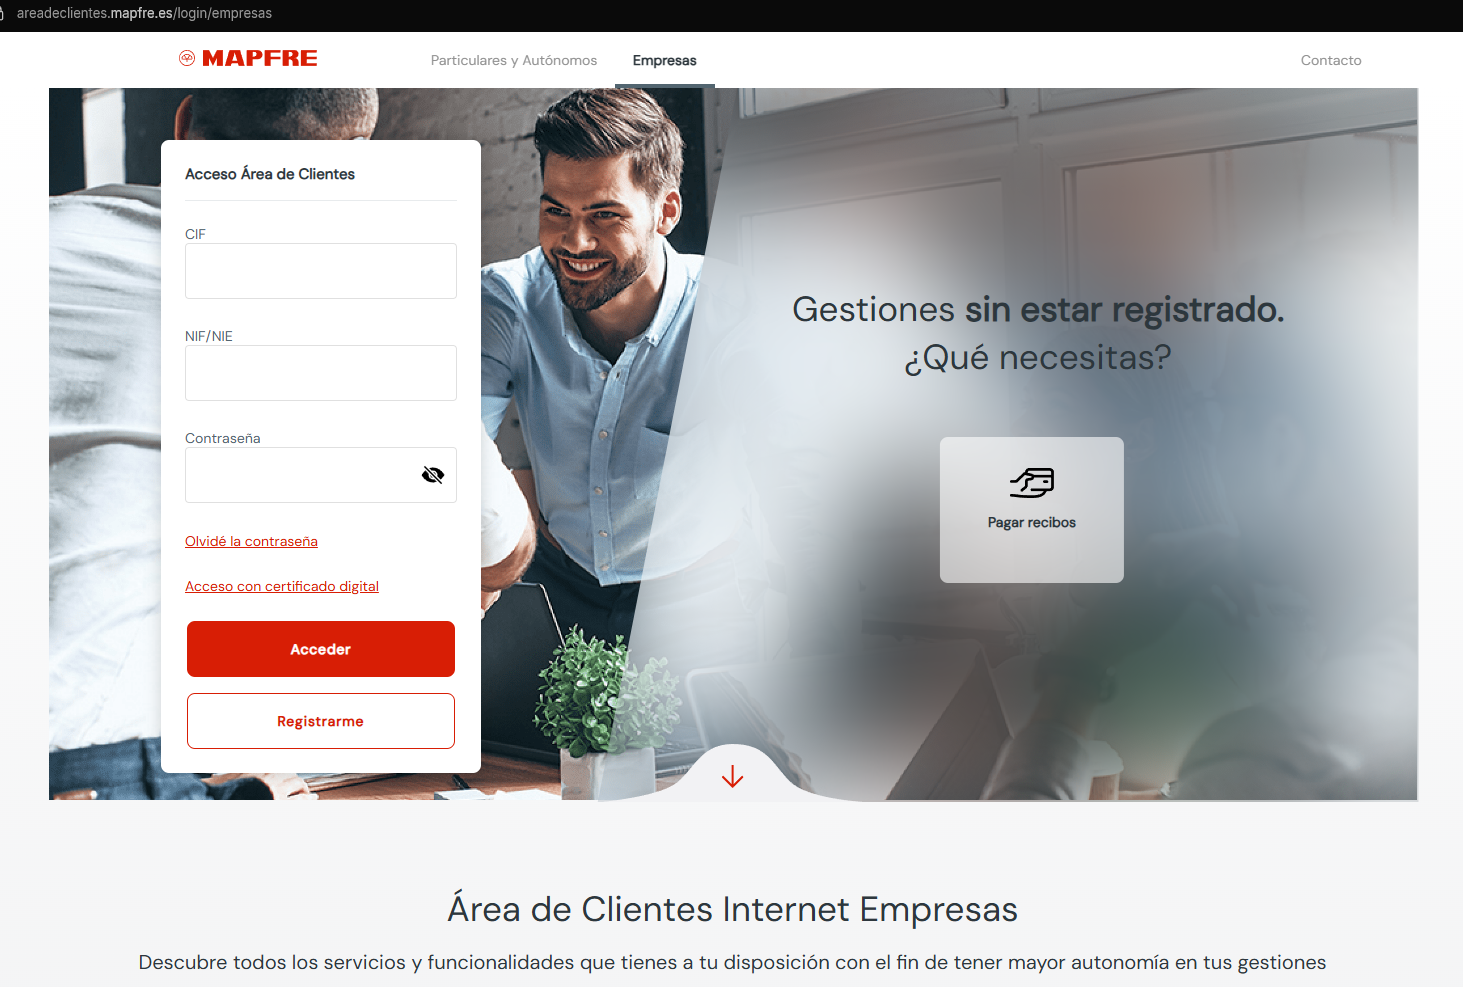 areadeclientes.mapfre.es/login/empresas
MAPFRE
Particulares y Autónomos
Empresas
Contacto
Acceso Área de Clientes
CIF
NIF/NIE
Contraseña
Olvidé la contraseña
Acceso con certificado digital
Acceder
Registrarme
Gestiones sin estar registrado.
¿Qué necesitas?
Pagar recibos
Área de Clientes Internet Empresas
Descubre todos los servicios y funcionalidades que tienes a tu disposición con el fin de tener mayor autonomía en tus gestiones